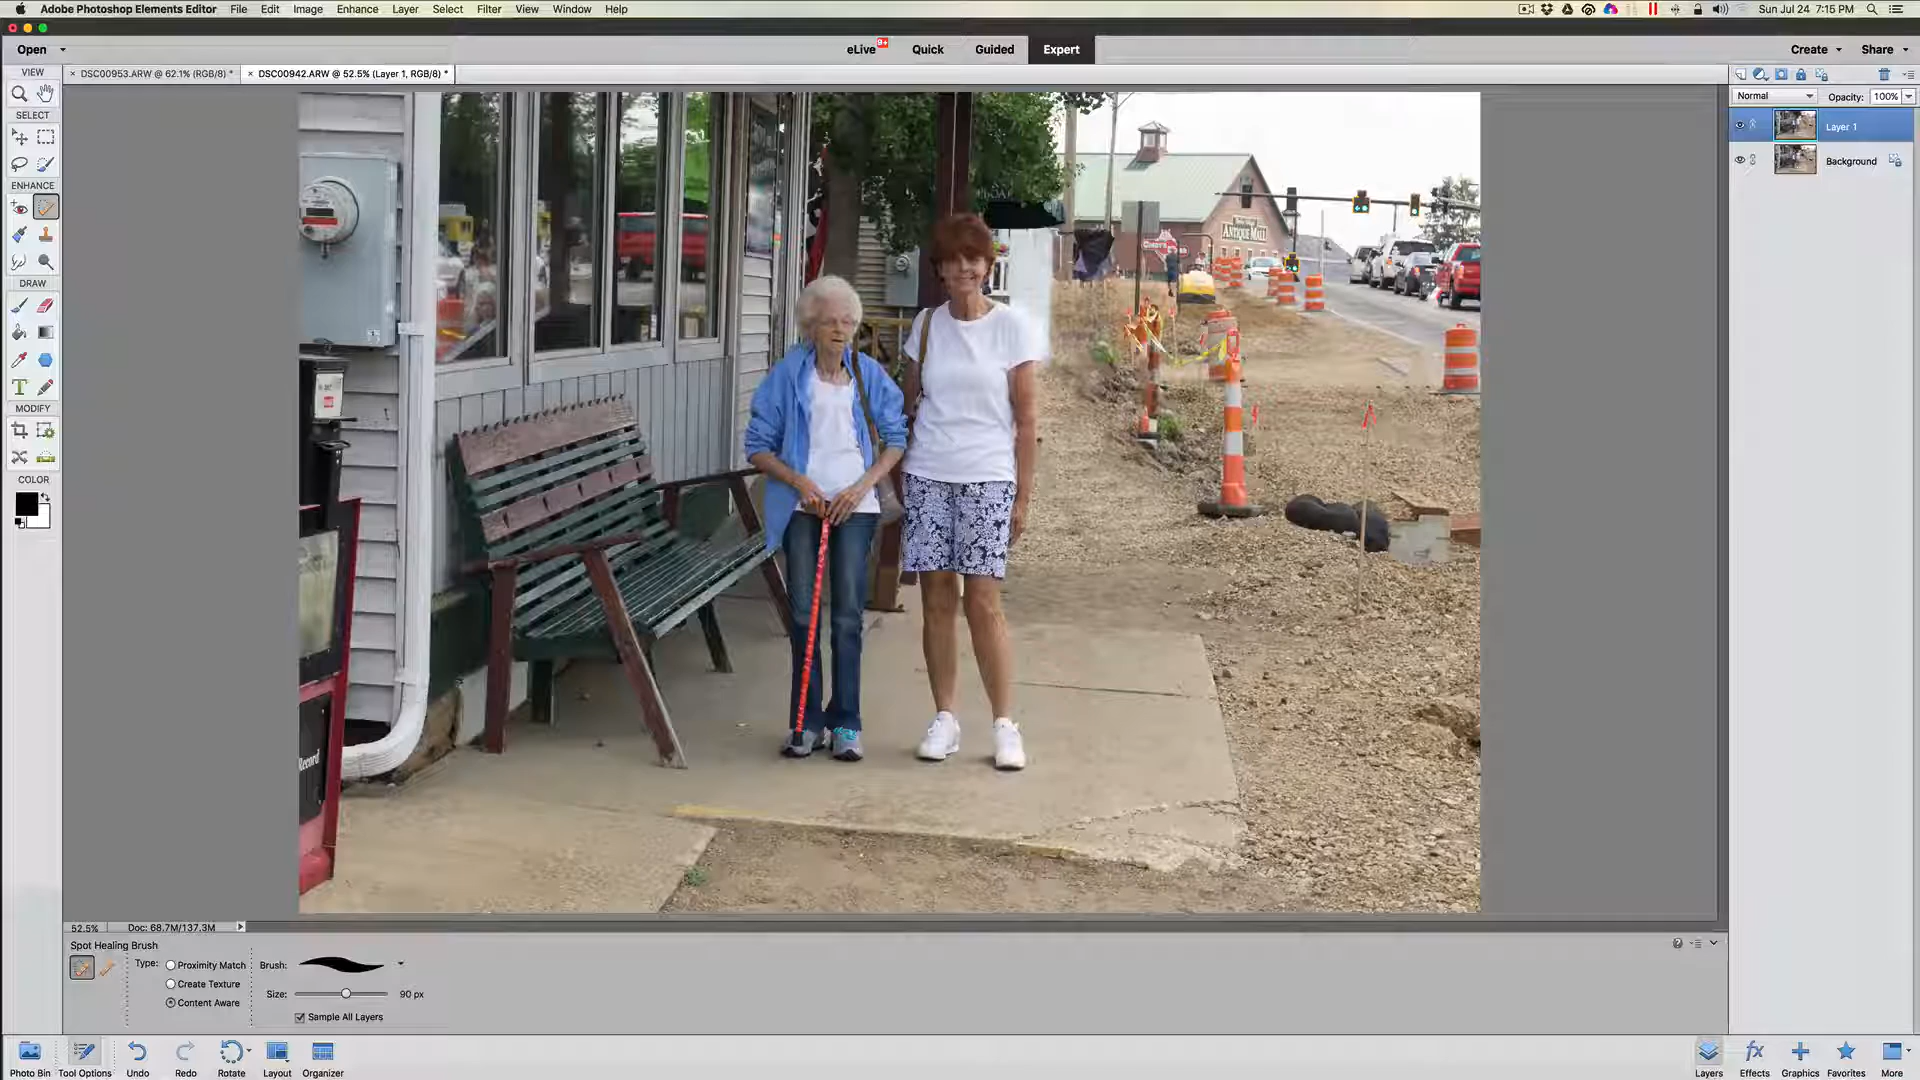 Adobe Photoshop Elements Editor File Edit Image Enhance Layer Select Filter View Window Help Sun Jul 24 7:15 PM
Open eLive 9+ Quick Guided Expert Create Share
VIEW × DSC00953.ARW @ 62.1% (RGB/8) * × DSC00942.ARW @ 52.5% (Layer 1, RGB/8) *
Normal Opacity: 100%
SELECT
Layer 1
Background
ENHANCE
ANTIQUE MALL
DRAW
T
MODIFY
COLOR
Record
52.5% Doc: 68.7M/137.3M
Spot Healing Brush
Type: Proximity Match Brush:
Create Texture
Size: 90 px
Content Aware
Sample All Layers
Photo Bin Tool Options Undo Redo Rotate Layout Organizer fx Layers Effects Graphics Favorites More